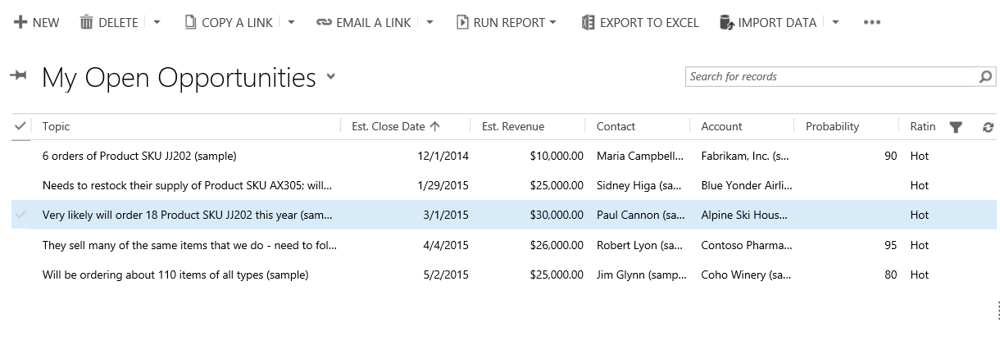 NEW DELETE COPY A LINK EMAIL A LINK RUN REPORT EXPORT TO EXCEL IMPORT DATA
My Open Opportunities
Search for records
Topic Est. Close Date Est. Revenue Contact Account Probability Ratin
6 orders of Product SKU JJ202 (sample) 12/1/2014 $10,000.00 Maria Campbell... Fabrikam, Inc. (s... 90 Hot
Needs to restock their supply of Product SKU AX305; will... 1/29/2015 $25,000.00 Sidney Higa (sa... Blue Yonder Airli... Hot
Very likely will order 18 Product SKU JJ202 this year (sam... 3/1/2015 $30,000.00 Paul Cannon (sa... Alpine Ski Hous... Hot
They sell many of the same items that we do - need to fol... 4/4/2015 $26,000.00 Robert Lyon (sa... Contoso Pharma... 95 Hot
Will be ordering about 110 items of all types (sample) 5/2/2015 $25,000.00 Jim Glynn (samp... Coho Winery (sa... 80 Hot